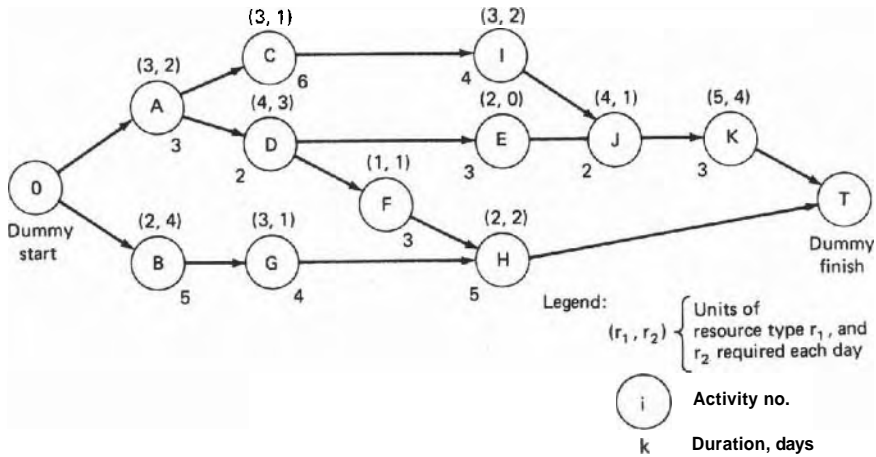 (3, 1)
(3, 2)
C
I
6
4
(3, 2)
A
3
(4, 3)
(2, 0)
(4, 1)
(5, 4)
D
E
J
K
2
3
2
3
(1, 1)
F
3
0
Dummy
start
T
Dummy
finish
(2, 4)
(3, 1)
(2, 2)
B
G
H
5
4
5
Legend:
(r₁, r₂) { Units of
resource type r₁, and
r₂ required each day
i Activity no.
k Duration, days